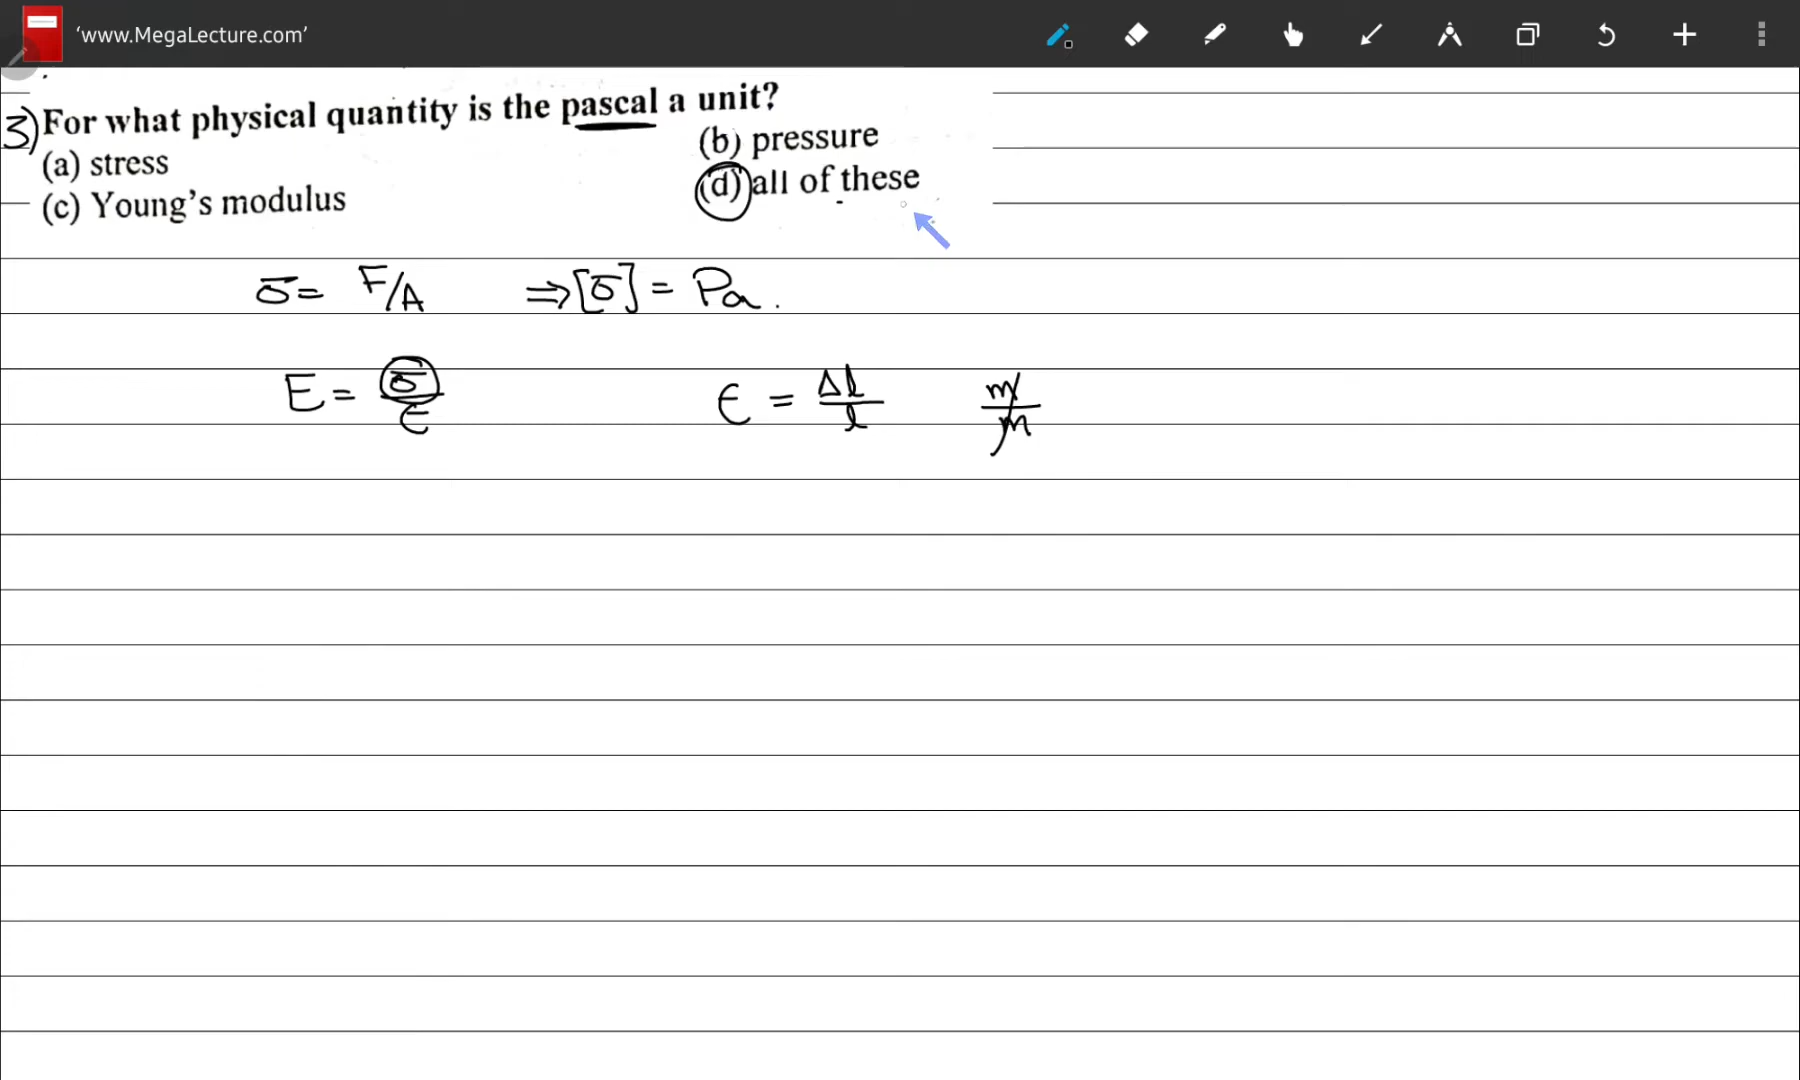 ‘www.MegaLecture.com’
3) For what physical quantity is the pascal a unit?
(a) stress (b) pressure
(c) Young’s modulus (d) all of these
σ = F/A ⇒ [σ] = Pa.
E = σ/ϵ ϵ = Δl/l m/m